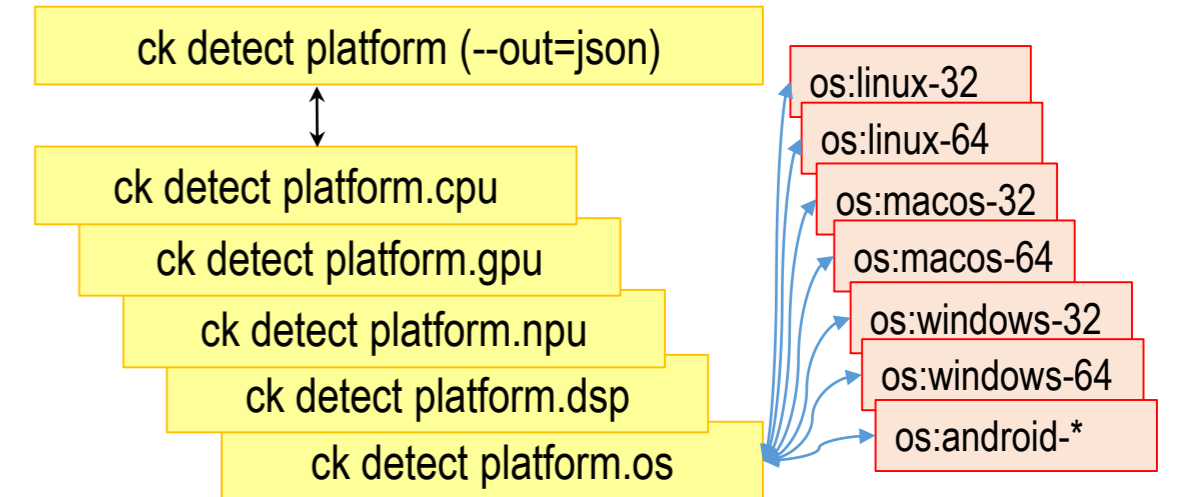 ck detect platform (--out=json)
ck detect platform.cpu
ck detect platform.gpu
ck detect platform.npu
ck detect platform.dsp
ck detect platform.os
os:linux-32
os:linux-64
os:macos-32
os:macos-64
os:windows-32
os:windows-64
os:android-*